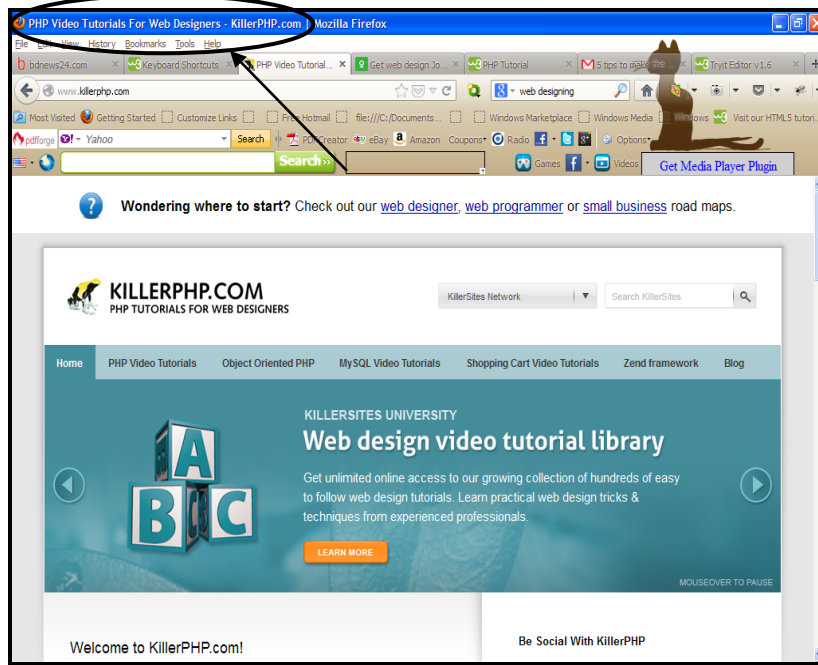 PHP Video Tutorials For Web Designers - KillerPHP.com Mozilla Firefox
File Edit View History Bookmarks Tools Help
bdnews24.com Keyboard Shortcuts PHP Video Tutorial... Get web design Jo... PHP Tutorial 5 tips to make Tryit Editor v1.6
www.killerphp.com web designing
Most Visited Getting Started Customize Links Free Hotmail file:///C:/Documents... Windows Marketplace Windows Media Windows Visit our HTML5 tutori.
pdfforge Yahoo Search PDFCreator eBay Amazon Coupons Radio Options
Search Games Videos Get Media Player Plugin
Wondering where to start? Check out our web designer, web programmer or small business road maps.
KILLERPHP.COM
PHP TUTORIALS FOR WEB DESIGNERS
KillerSites Network Search KillerSites
Home PHP Video Tutorials Object Oriented PHP MySQL Video Tutorials Shopping Cart Video Tutorials Zend framework Blog
KILLERSITES UNIVERSITY
Web design video tutorial library
Get unlimited online access to our growing collection of hundreds of easy
to follow web design tutorials. Learn practical web design tricks &
techniques from experienced professionals.
LEARN MORE
A
B C
MOUSEOVER TO PAUSE
Welcome to KillerPHP.com!
Be Social With KillerPHP